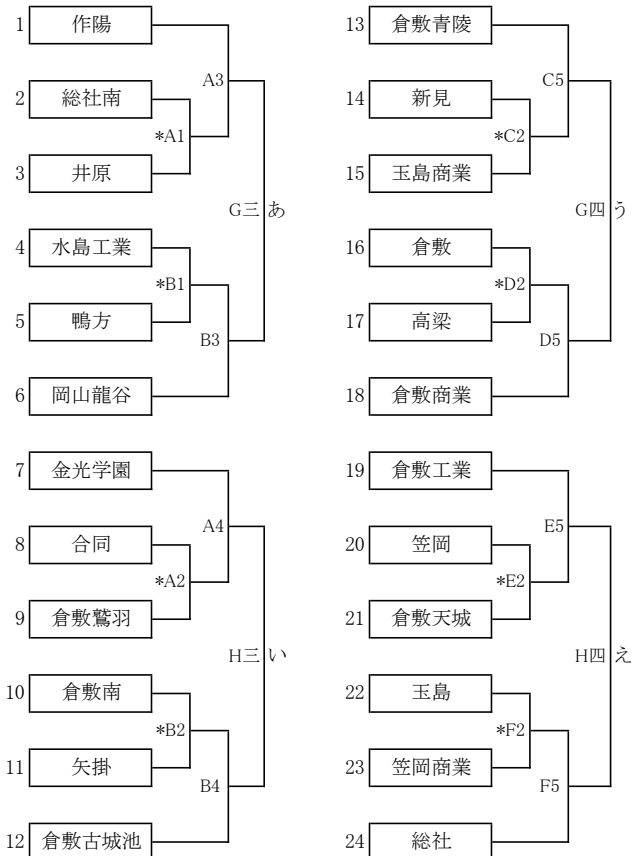 1 作陽
A3
2 総社南
*A1
3 井原
G三 あ
4 水島工業
*B1
5 鴨方
B3
6 岡山龍谷
7 金光学園
A4
8 合同
*A2
9 倉敷鷲羽
H三 い
10 倉敷南
*B2
11 矢掛
B4
12 倉敷古城池
13 倉敷青陵
C5
14 新見
*C2
15 玉島商業
G四 う
16 倉敷
*D2
17 高梁
D5
18 倉敷商業
19 倉敷工業
E5
20 笠岡
*E2
21 倉敷天城
H四 え
22 玉島
*F2
23 笠岡商業
F5
24 総社